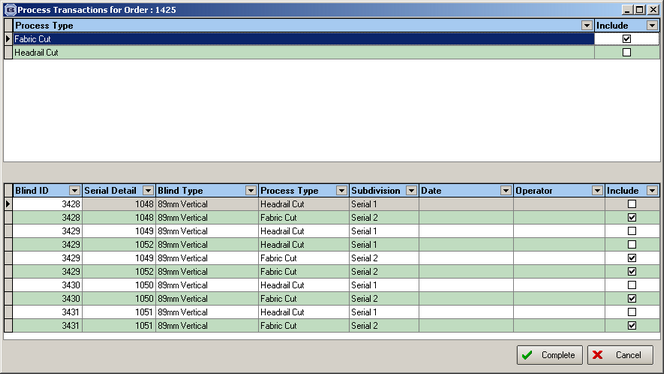 Process Transactions for Order : 1425
Process Type Include
Fabric Cut
Headrail Cut
Blind ID Serial Detail Blind Type Process Type Subdivision Date Operator Include
3428 1048 89mm Vertical Headrail Cut Serial 1
3428 1048 89mm Vertical Fabric Cut Serial 2
3429 1049 89mm Vertical Headrail Cut Serial 1
3429 1052 89mm Vertical Headrail Cut Serial 1
3429 1049 89mm Vertical Fabric Cut Serial 2
3429 1052 89mm Vertical Fabric Cut Serial 2
3430 1050 89mm Vertical Headrail Cut Serial 1
3430 1050 89mm Vertical Fabric Cut Serial 2
3431 1051 89mm Vertical Headrail Cut Serial 1
3431 1051 89mm Vertical Fabric Cut Serial 2
Complete Cancel